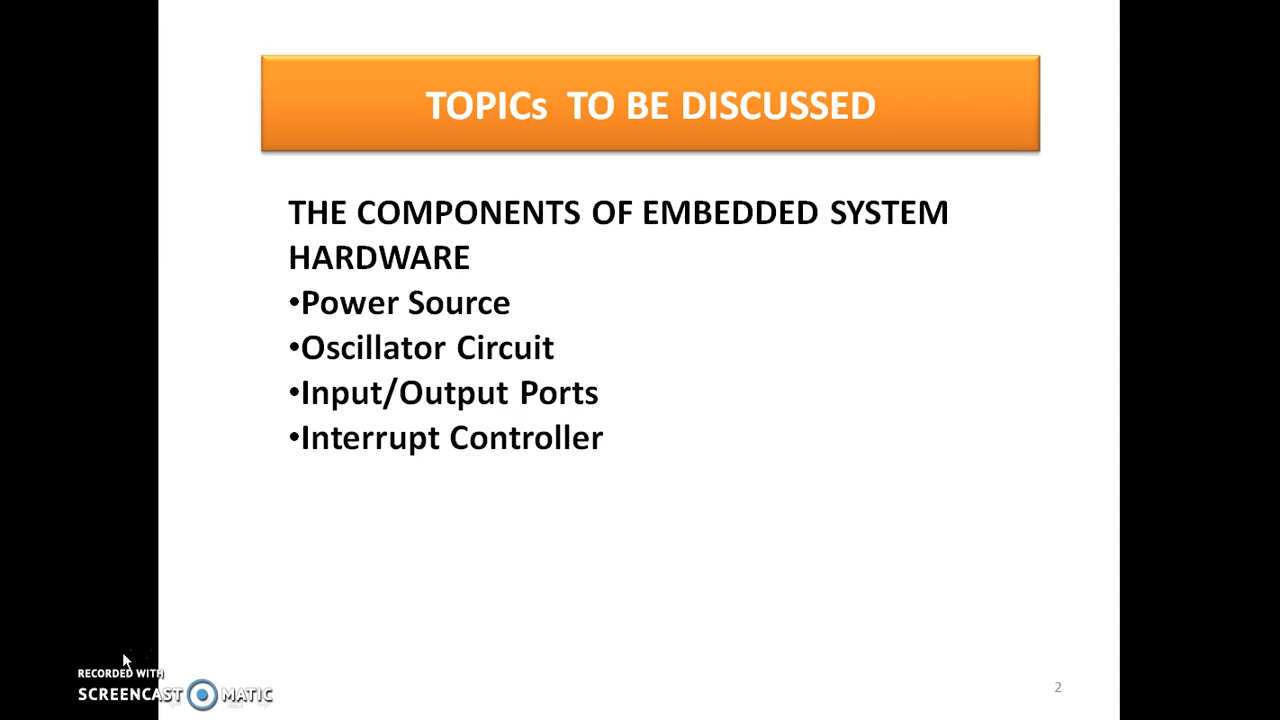 TOPICs TO BE DISCUSSED
THE COMPONENTS OF EMBEDDED SYSTEM
HARDWARE
•Power Source
•Oscillator Circuit
•Input/Output Ports
•Interrupt Controller
RECORDED WITH
SCREENCAST MATIC
2